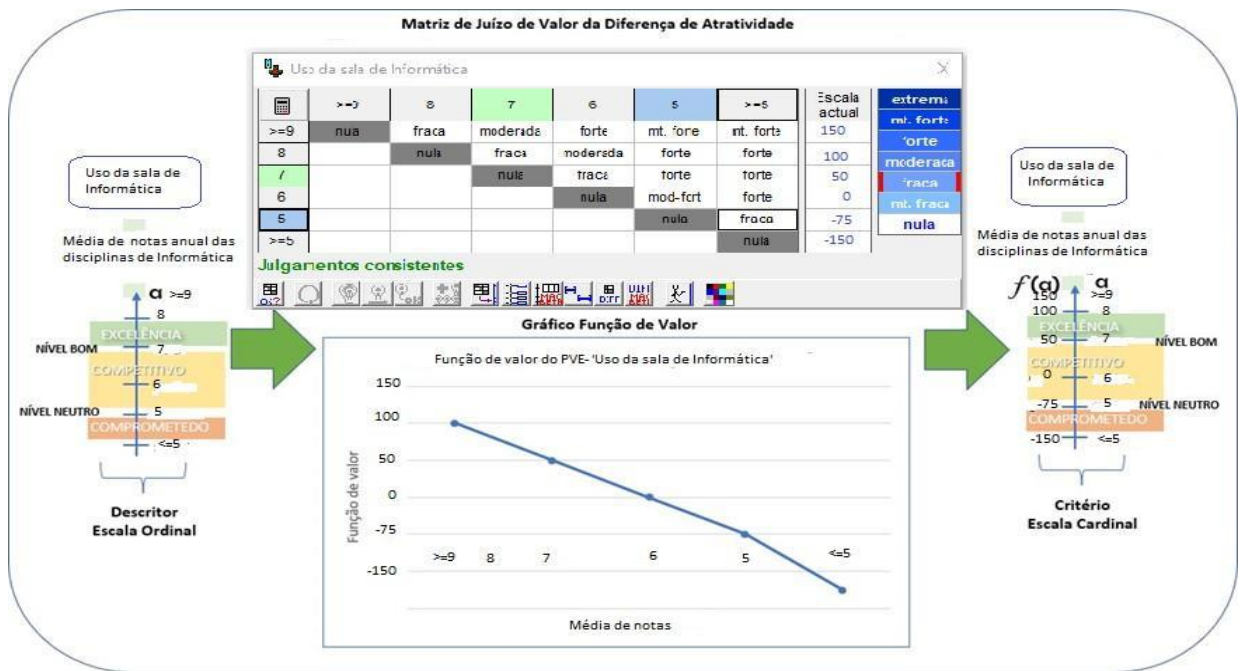 Matriz de Juízo de Valor da Diferença de Atratividade
Uso da sala de Informática
8 7 6 5 >=5 Escala actual
>=9 fraca moderada forte mt. forte mt. forte 150
8 nula fraca moderada forte forte 100
7 nula fraca forte forte 50
6 nula mod-fort forte 0
5 nula fraca -75
>=5 nula -150
extrema
mt. forte
forte
moderada
fraca
mt. fraca
nula
Julgamentos consistentes
Uso da sala de
Informática
Média de notas anual das
disciplinas de Informática
a >=9
8
EXCELÊNCIA
NÍVEL BOM 7
COMPETITIVO
6
NÍVEL NEUTRO 5
COMPROMETEDO
<=5
Descritor
Escala Ordinal
Gráfico Função de Valor
Função de valor do PVE- 'Uso da sala de Informática'
Função de valor
150
100
50
0
-75
-150
>=9 8 7 6 5 <=5
Média de notas
Uso da sala de
Informática
Média de notas anual das
disciplinas de Informática
f(a) a
150 >=9
100 8
EXCELÊNCIA
50 7 NÍVEL BOM
COMPETITIVO
0 6
-75 5 NÍVEL NEUTRO
COMPROMETEDO
-150 <=5
Critério
Escala Cardinal